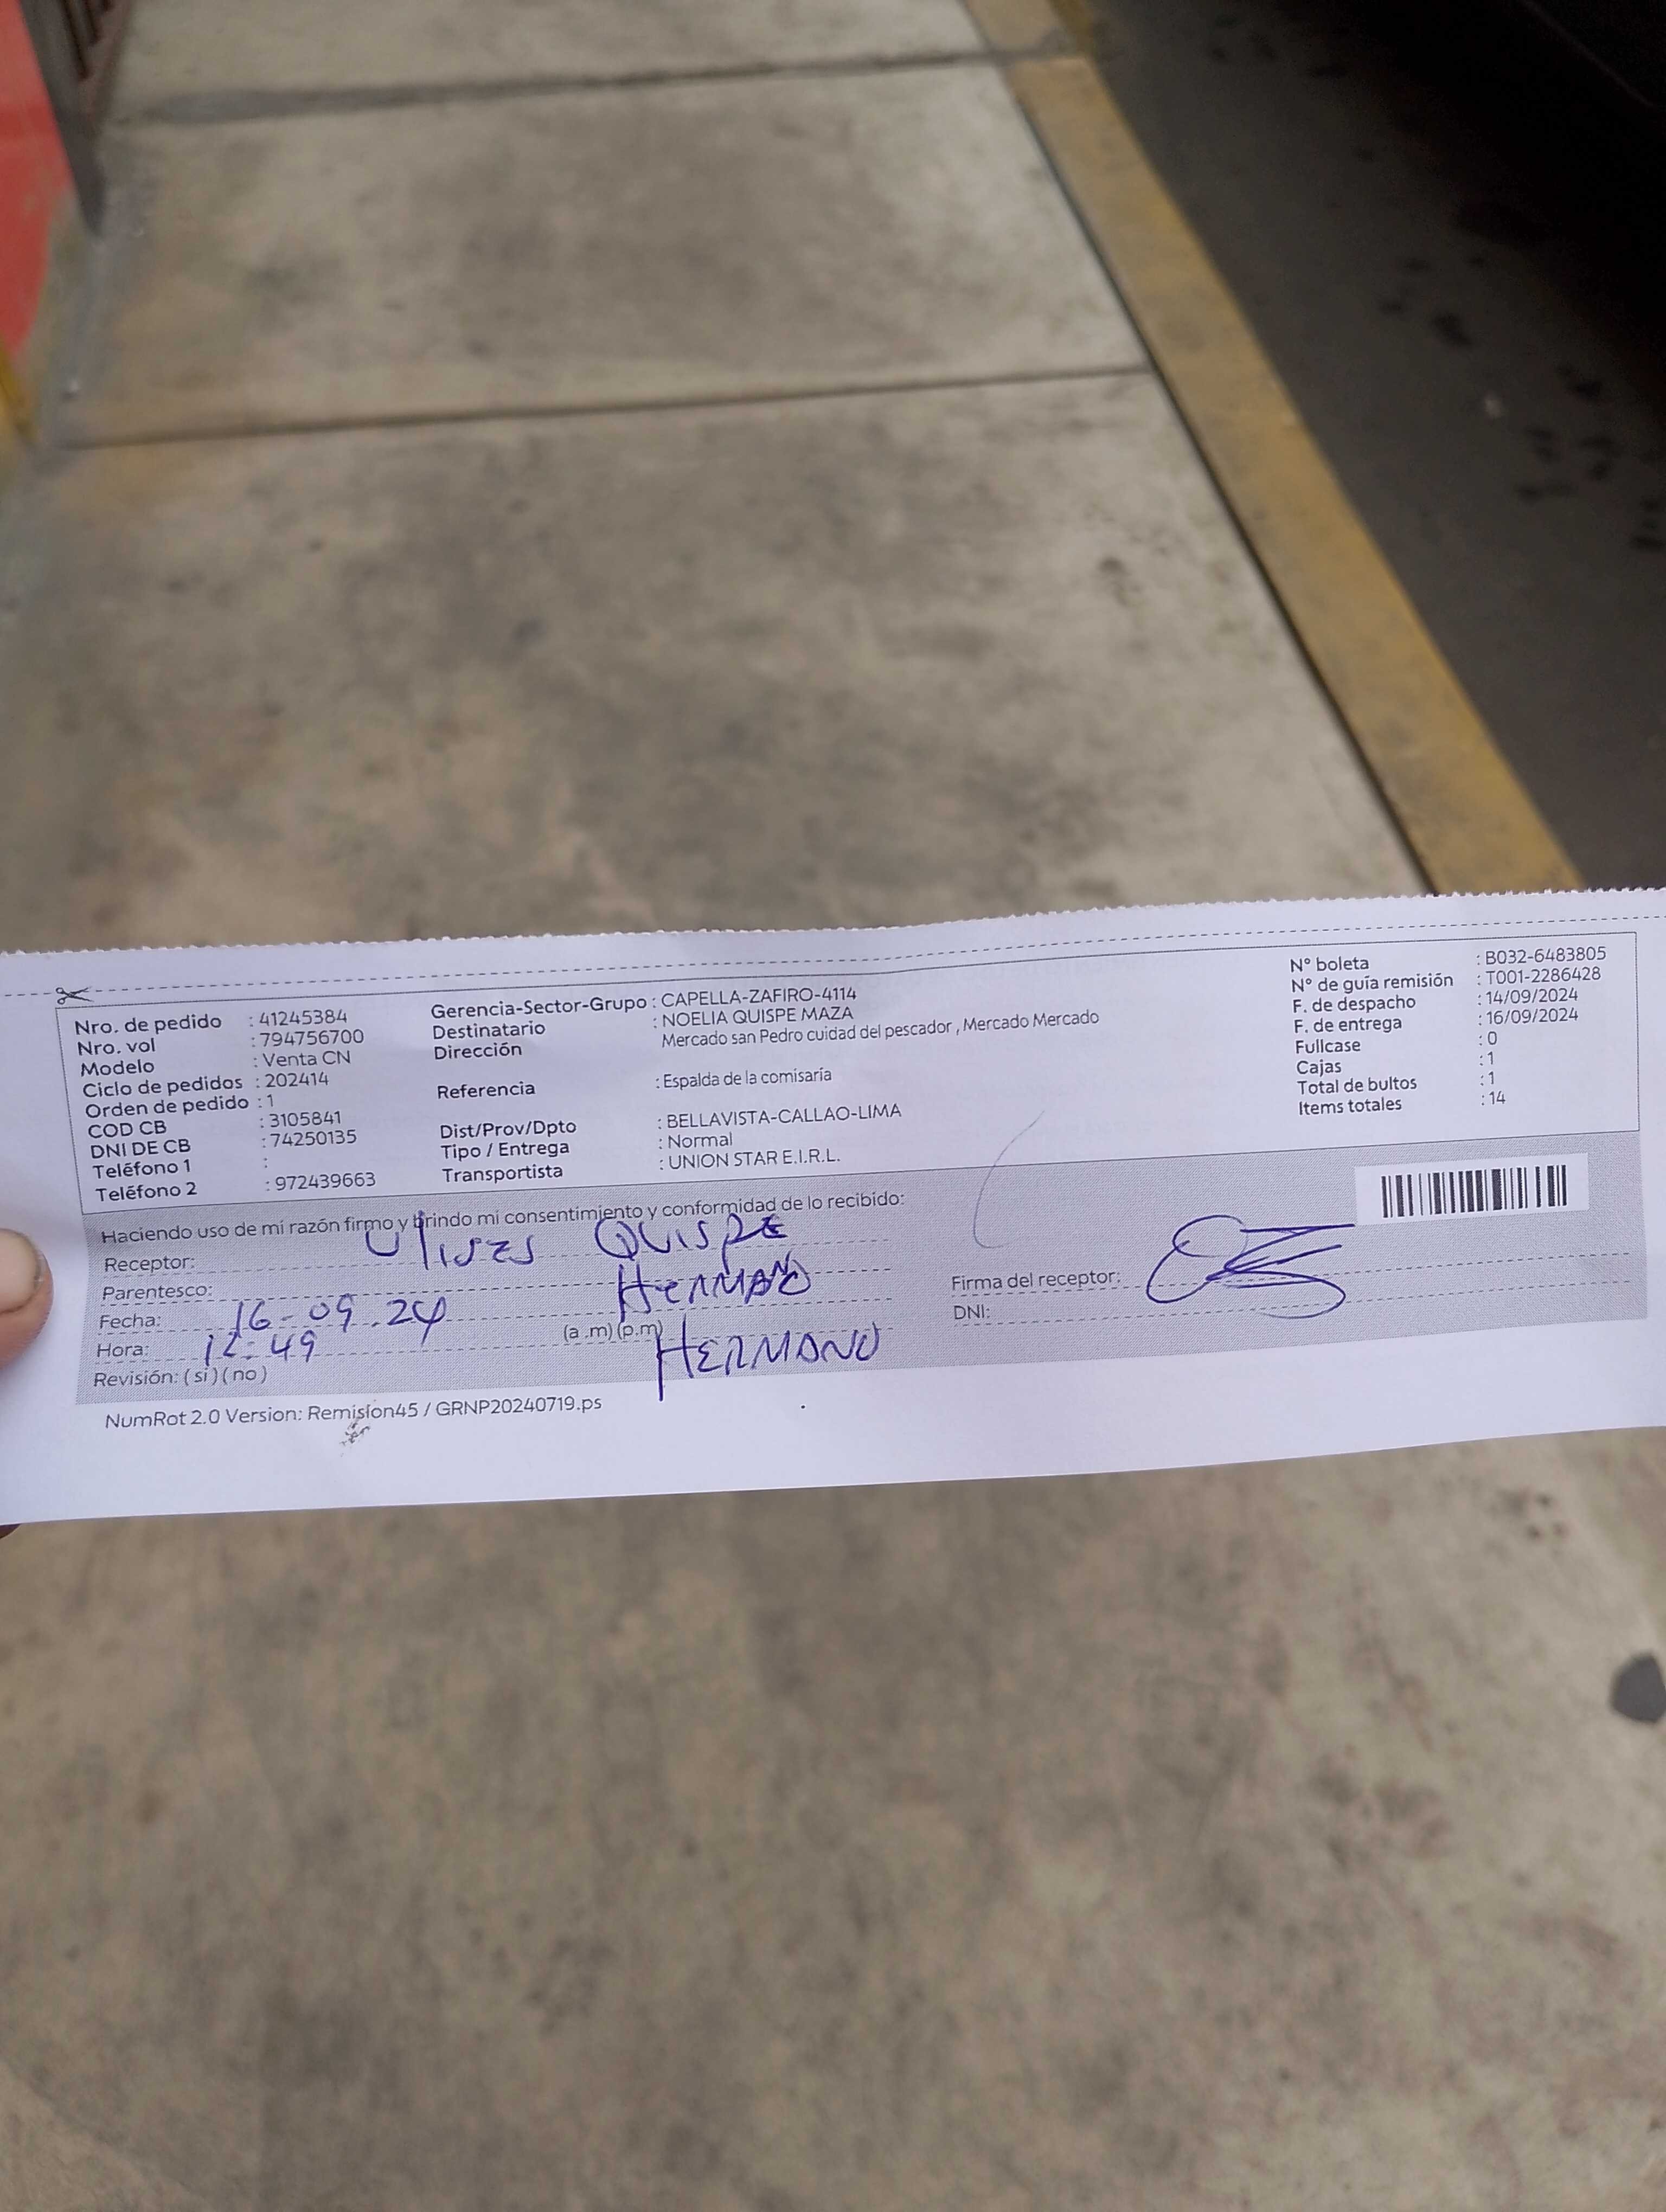 Nro. de pedido : 41245384
Nro. vol : 794756700
Modelo : Venta CN
Ciclo de pedidos : 202414
Orden de pedido : 1
COD CB : 3105841
DNI DE CB : 74250135
Teléfono 1 :
Teléfono 2 : 972439663
Gerencia-Sector-Grupo : CAPELLA-ZAFIRO-4114
Destinatario : NOELIA QUISPE MAZA
Dirección Mercado san Pedro cuidad del pescador , Mercado Mercado
Referencia : Espalda de la comisaría
Dist/Prov/Dpto : BELLAVISTA-CALLAO-LIMA
Tipo / Entrega : Normal
Transportista : UNION STAR E.I.R.L.
N° boleta : B032-6483805
N° de guía remisión : T001-2286428
F. de despacho : 14/09/2024
F. de entrega : 16/09/2024
Fullcase : 0
Cajas : 1
Total de bultos : 1
Items totales : 14
Haciendo uso de mi razón firmo y brindo mi consentimiento y conformidad de lo recibido:
Receptor: Ulises QUISPE
Parentesco: HERMANO
Fecha: 16-09.24
Hora: 12:49 (a .m) (p.m) HERMANO
Revisión: ( si ) ( no )
Firma del receptor:
DNI:
NumRot 2.0 Version: Remision45 / GRNP20240719.ps